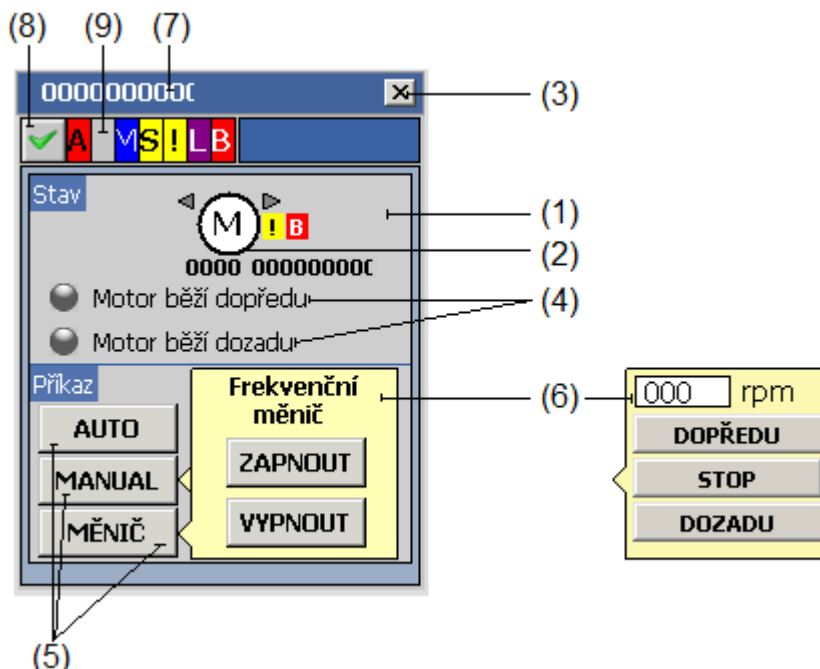 (8) (9) (7)
0000000000 X (3)
A M S ! L B
Stav
(1)
M ! B
(2)
0000 000000000
Motor běží dopředu
(4)
Motor běží dozadu
Příkaz
Frekvenční
měnič
(6)
000 rpm
AUTO
ZAPNOUT
DOPŘEDU
MANUAL
STOP
MĚNIČ
VYPNOUT
DOZADU
(5)